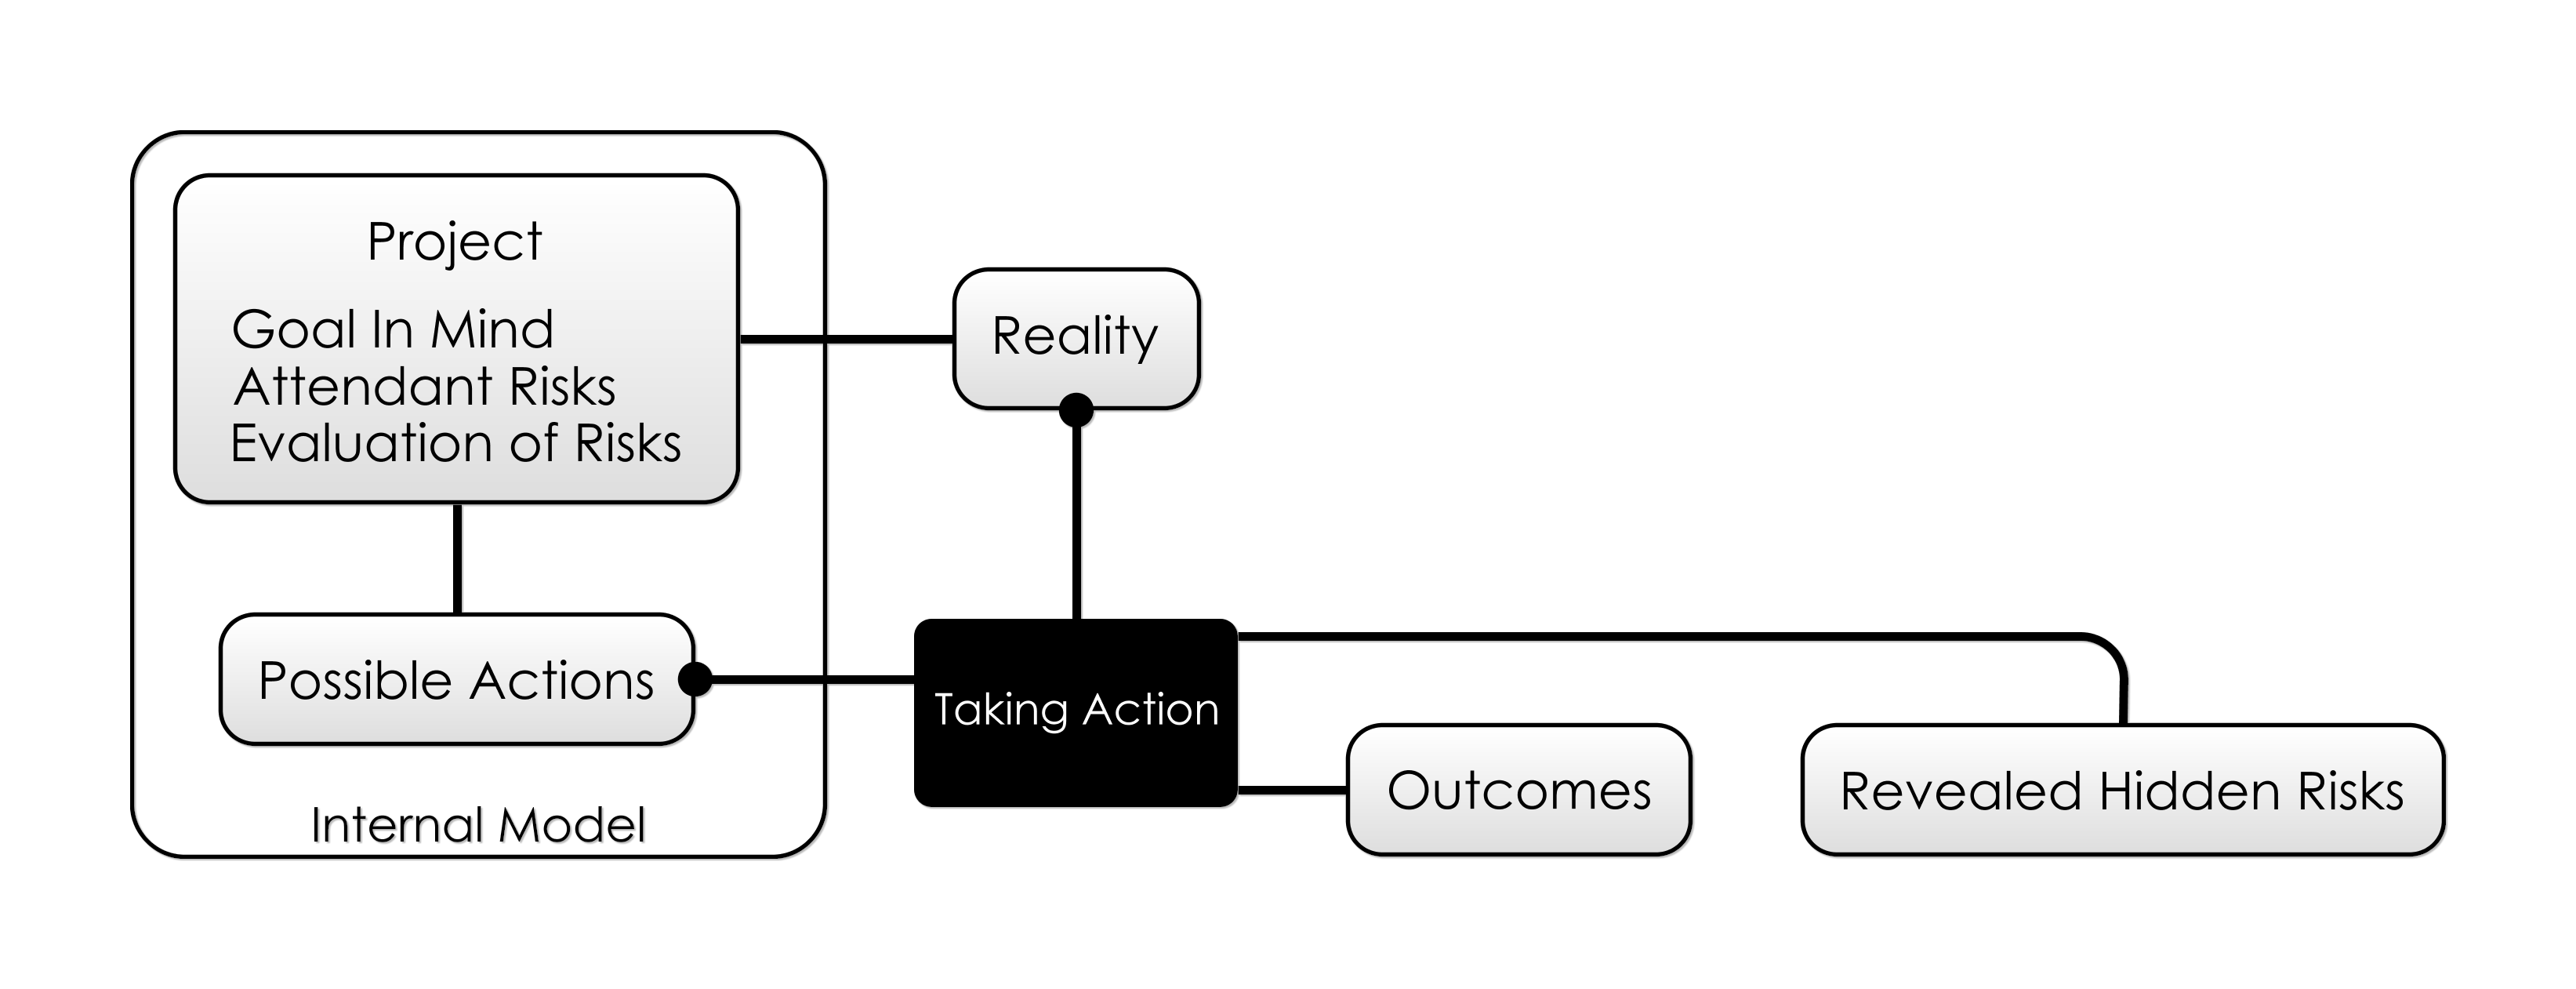 Project
Goal In Mind
Attendant Risks
Evaluation of Risks
Reality
Possible Actions
Taking Action
Outcomes
Revealed Hidden Risks
Internal Model